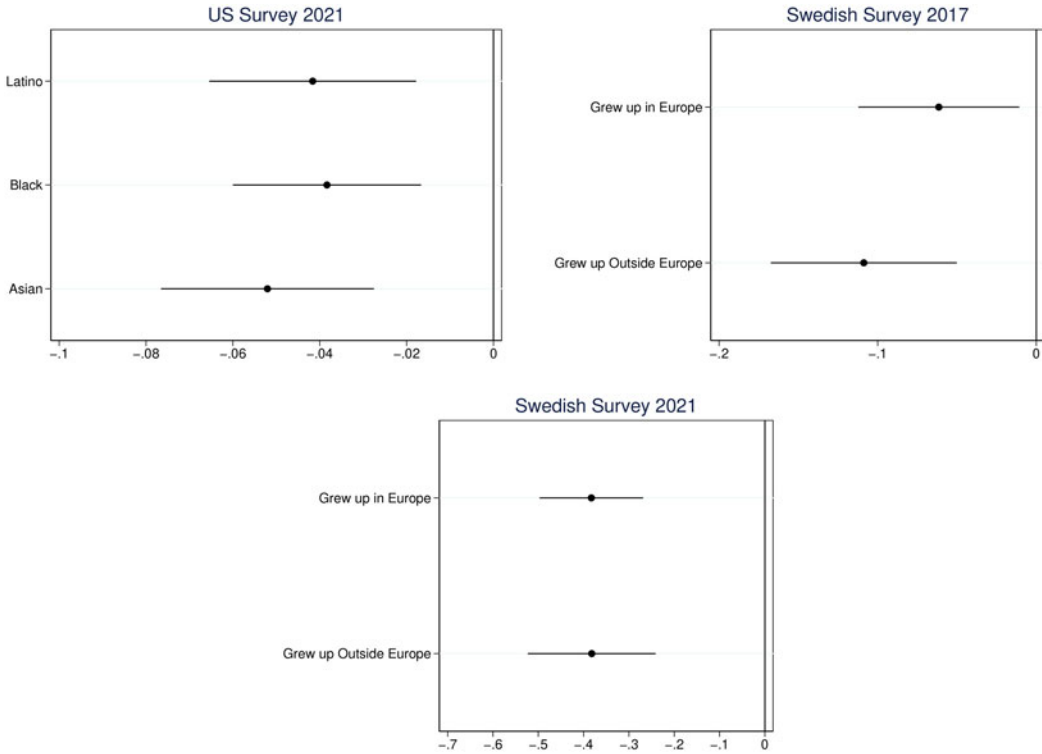 US Survey 2021
Latino
Black
Asian
-.1 -.08 -.06 -.04 -.02 0
Swedish Survey 2017
Grew up in Europe
Grew up Outside Europe
-.2 -.1 0
Swedish Survey 2021
Grew up in Europe
Grew up Outside Europe
-.7 -.6 -.5 -.4 -.3 -.2 -.1 0